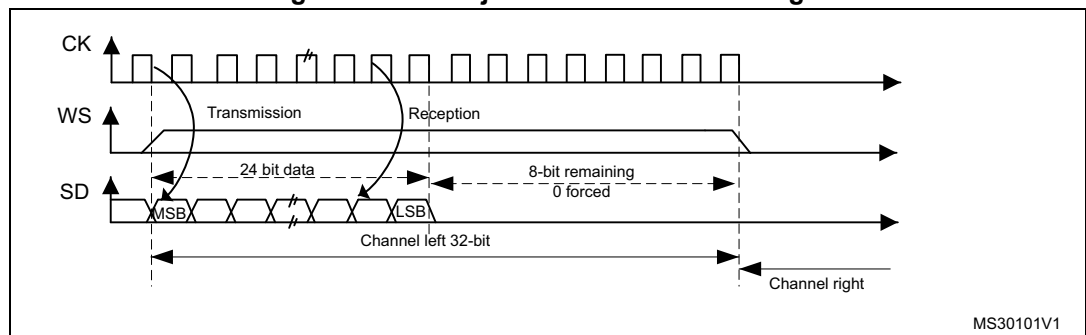 CK
WS
Transmission
Reception
24 bit data
8-bit remaining
0 forced
SD
MSB
LSB
Channel left 32-bit
Channel right
MS30101V1